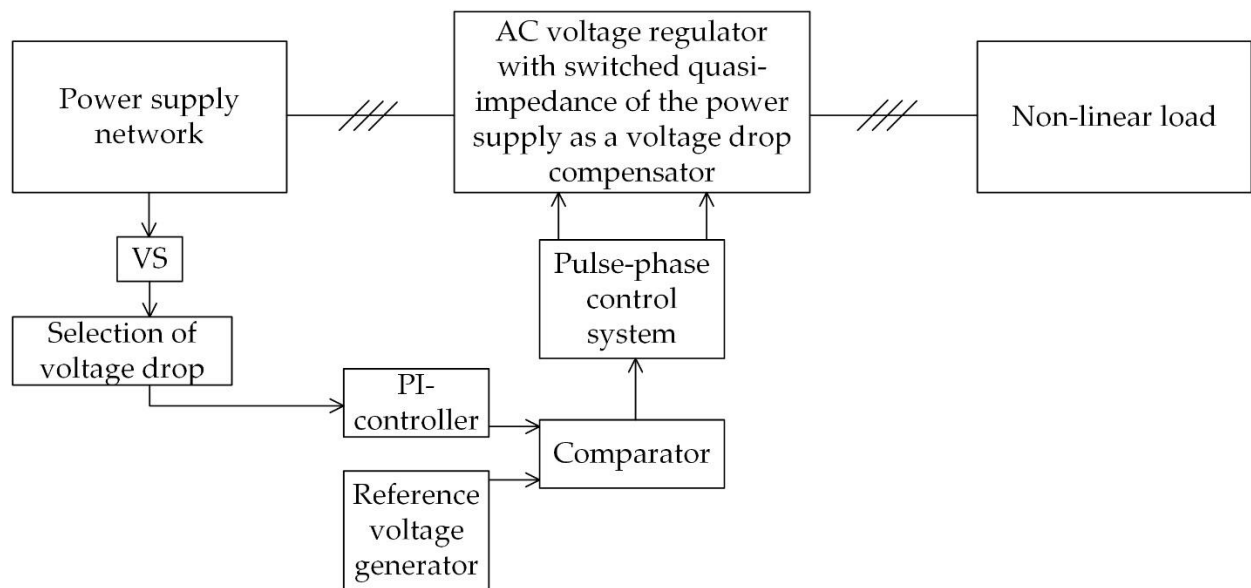 Power supply
network
AC voltage regulator
with switched quasi-
impedance of the power
supply as a voltage drop
compensator
Non-linear load
VS
Selection of
voltage drop
Pulse-phase
control
system
PI-
controller
Comparator
Reference
voltage
generator